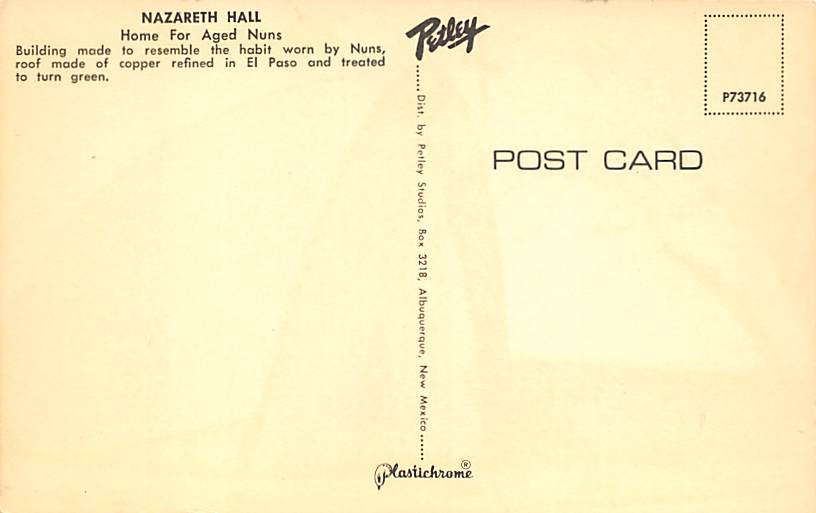 NAZARETH HALL
Home For Aged Nuns
Building made to resemble the habit worn by Nuns,
roof made of copper refined in El Paso and treated
to turn green.
Petley
P73716
POST CARD
Dist. by Petley Studios, Box 3218, Albuquerque, New Mexico
Plastichrome®